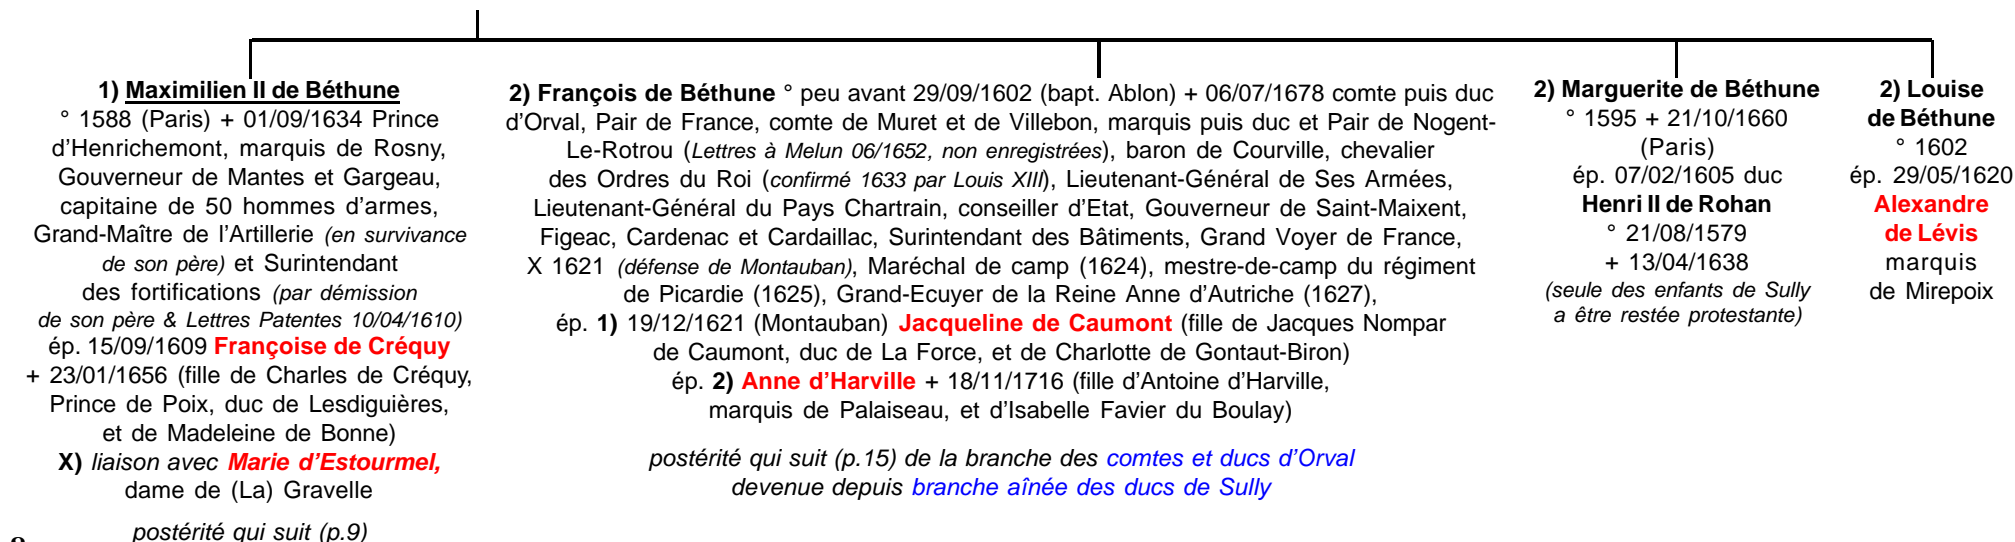 1) Maximilien II de Béthune
° 1588 (Paris) + 01/09/1634 Prince
d'Henrichemont, marquis de Rosny,
Gouverneur de Mantes et Gargeau,
capitaine de 50 hommes d'armes,
Grand-Maître de l'Artillerie (en survivance
de son père) et Surintendant
des fortifications (par démission
de son père & Lettres Patentes 10/04/1610)
ép. 15/09/1609 Françoise de Créquy
+ 23/01/1656 (fille de Charles de Créquy,
Prince de Poix, duc de Lesdiguières,
et de Madeleine de Bonne)
X) liaison avec Marie d'Estourmel,
dame de (La) Gravelle
postérité qui suit (p.9)
2) François de Béthune ° peu avant 29/09/1602 (bapt. Ablon) + 06/07/1678 comte puis duc
d'Orval, Pair de France, comte de Muret et de Villebon, marquis puis duc et Pair de Nogent-
Le-Rotrou (Lettres à Melun 06/1652, non enregistrées), baron de Courville, chevalier
des Ordres du Roi (confirmé 1633 par Louis XIII), Lieutenant-Général de Ses Armées,
Lieutenant-Général du Pays Chartrain, conseiller d'Etat, Gouverneur de Saint-Maixent,
Figeac, Cardenac et Cardaillac, Surintendant des Bâtiments, Grand Voyer de France,
X 1621 (défense de Montauban), Maréchal de camp (1624), mestre-de-camp du régiment
de Picardie (1625), Grand-Ecuyer de la Reine Anne d'Autriche (1627),
ép. 1) 19/12/1621 (Montauban) Jacqueline de Caumont (fille de Jacques Nompar
de Caumont, duc de La Force, et de Charlotte de Gontaut-Biron)
ép. 2) Anne d'Harville + 18/11/1716 (fille d'Antoine d'Harville,
marquis de Palaiseau, et d'Isabelle Favier du Boulay)
postérité qui suit (p.15) de la branche des comtes et ducs d'Orval
devenue depuis branche aînée des ducs de Sully
2) Marguerite de Béthune
° 1595 + 21/10/1660
(Paris)
ép. 07/02/1605 duc
Henri II de Rohan
° 21/08/1579
+ 13/04/1638
(seule des enfants de Sully
a être restée protestante)
2) Louise
de Béthune
° 1602
ép. 29/05/1620
Alexandre
de Lévis
marquis
de Mirepoix